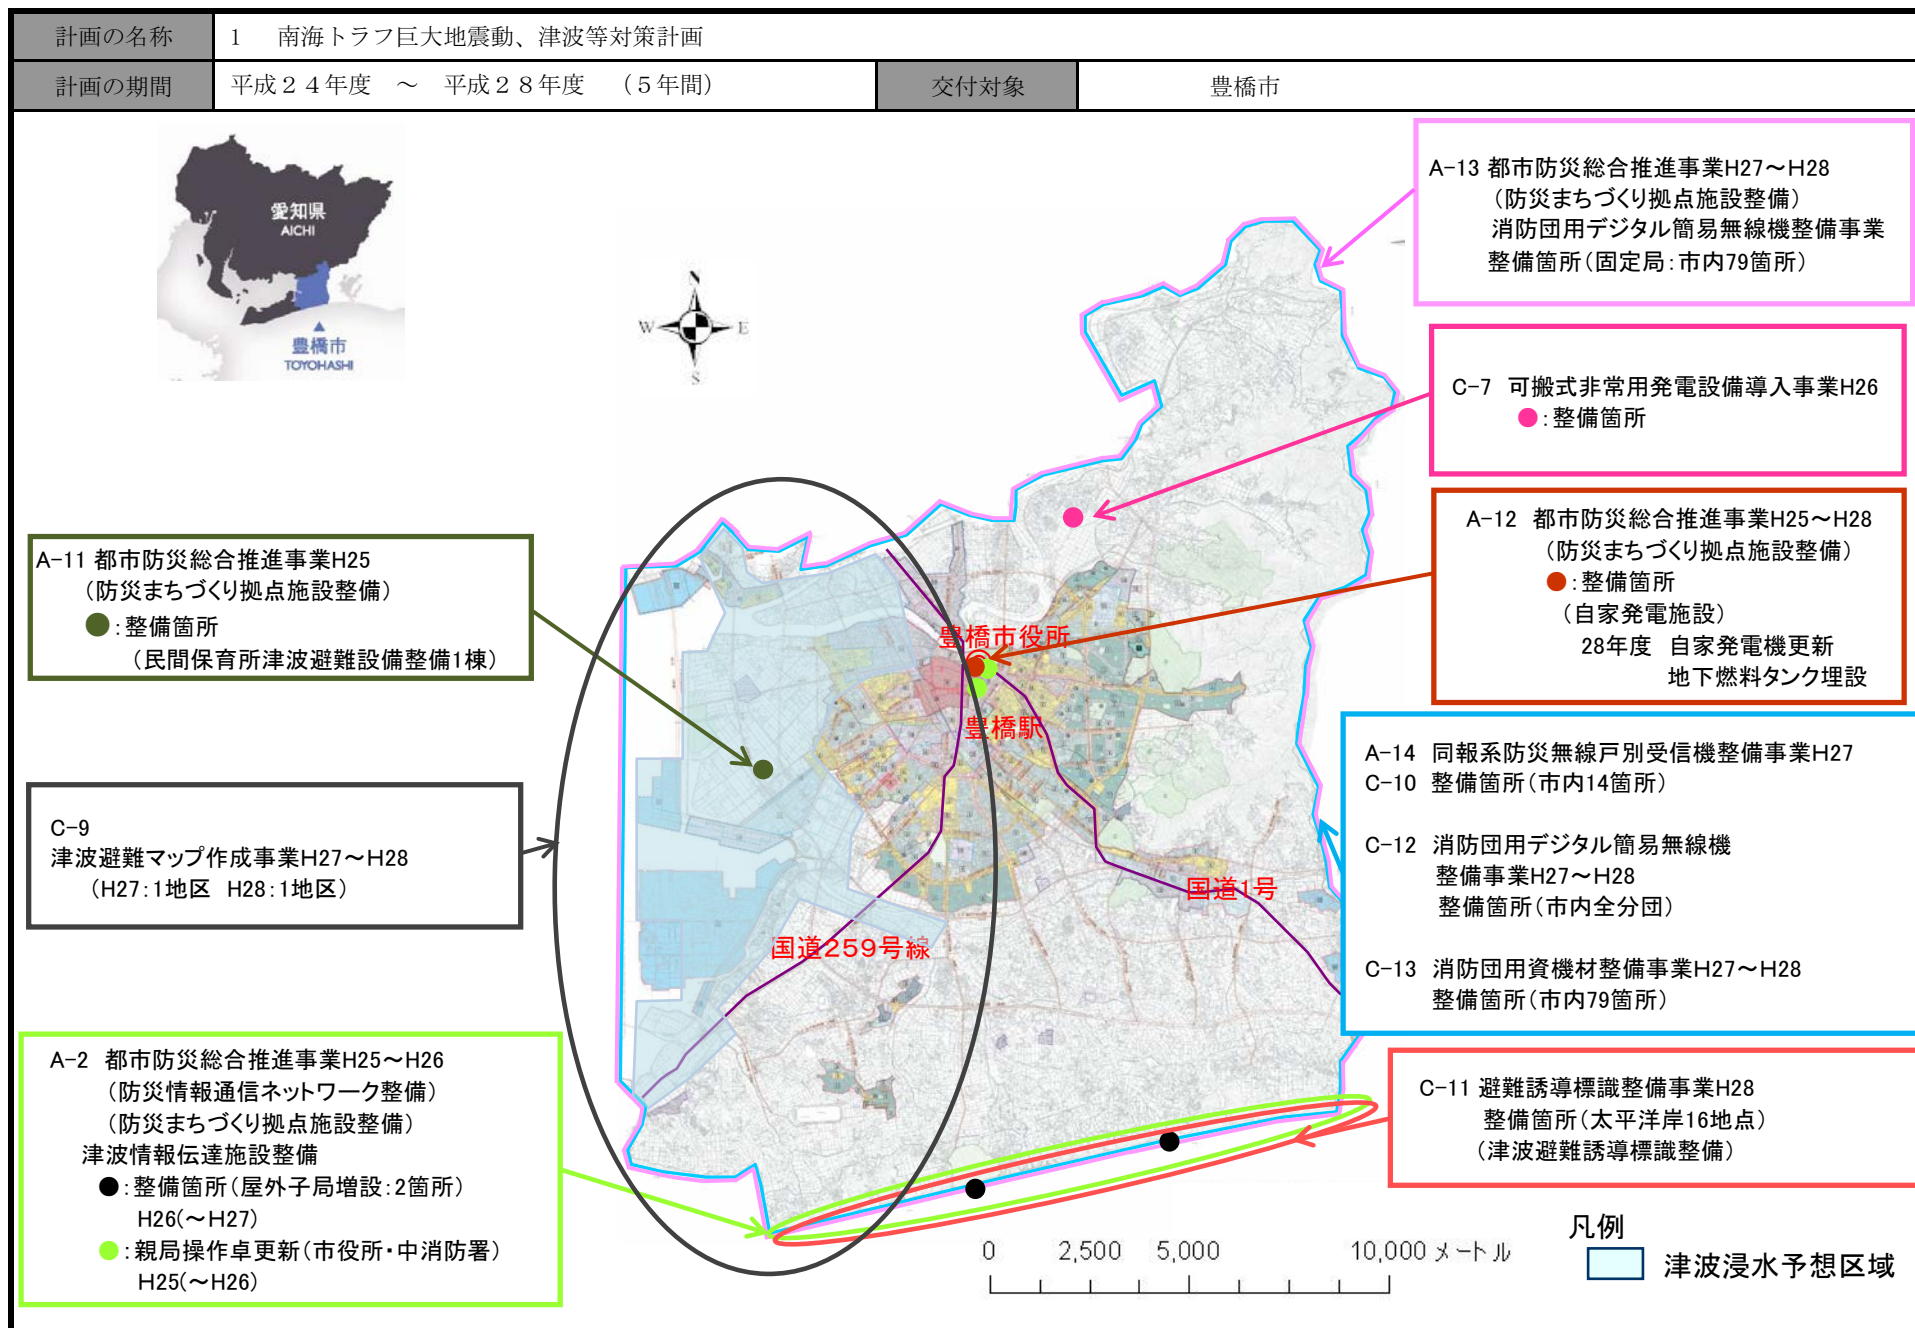 計画の名称 1 南海トラフ巨大地震動、津波等対策計画
計画の期間 平成24年度 ～ 平成28年度 (5年間) 交付対象 豊橋市
愛知県
AICHI
豊橋市
TOYOHASHI
N
W E
S
A-13 都市防災総合推進事業H27～H28
(防災まちづくり拠点施設整備)
消防団用デジタル簡易無線機整備事業
整備箇所(固定局:市内79箇所)
C-7 可搬式非常用発電設備導入事業H26
●:整備箇所
A-12 都市防災総合推進事業H25～H28
(防災まちづくり拠点施設整備)
●:整備箇所
(自家発電施設)
28年度 自家発電機更新
地下燃料タンク埋設
A-11 都市防災総合推進事業H25
(防災まちづくり拠点施設整備)
●:整備箇所
(民間保育所津波避難設備整備1棟)
豊橋市役所
豊橋駅
国道1号
国道259号線
A-14 同報系防災無線戸別受信機整備事業H27
C-10 整備箇所(市内14箇所)
C-12 消防団用デジタル簡易無線機
整備事業H27～H28
整備箇所(市内全分団)
C-13 消防団用資機材整備事業H27～H28
整備箇所(市内79箇所)
C-9
津波避難マップ作成事業H27～H28
(H27:1地区 H28:1地区)
A-2 都市防災総合推進事業H25～H26
(防災情報通信ネットワーク整備)
(防災まちづくり拠点施設整備)
津波情報伝達施設整備
●:整備箇所(屋外子局増設:2箇所)
H26(～H27)
●:親局操作卓更新(市役所・中消防署)
H25(～H26)
C-11 避難誘導標識整備事業H28
整備箇所(太平洋岸16地点)
(津波避難誘導標識整備)
0 2,500 5,000 10,000 メートル
凡例
津波浸水予想区域